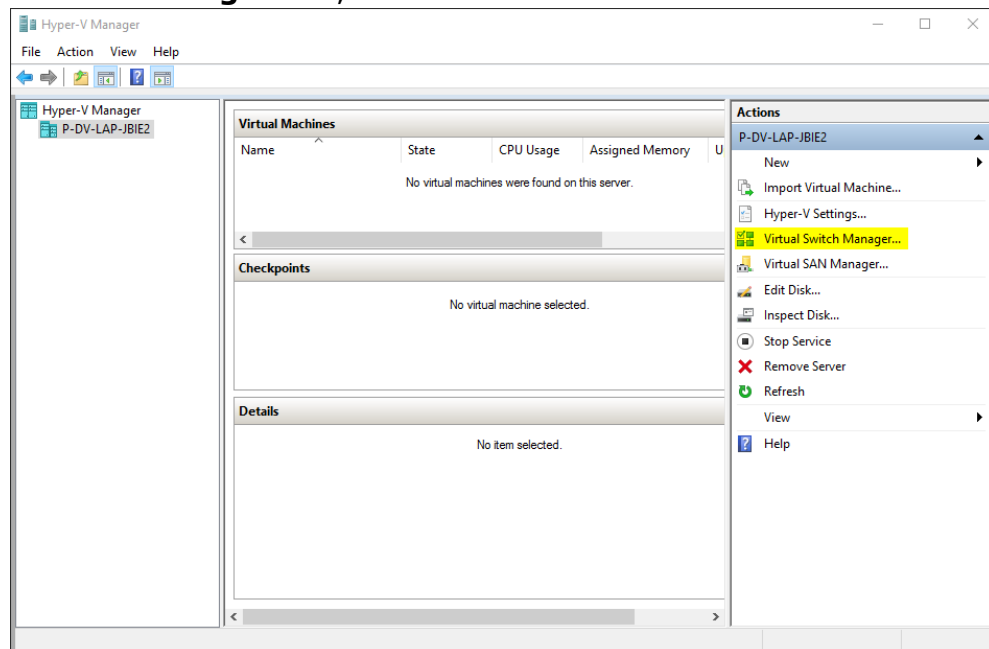 Hyper-V Manager
File Action View Help
Hyper-V Manager
P-DV-LAP-JBIE2
Virtual Machines
Name State CPU Usage Assigned Memory U
No virtual machines were found on this server.
Checkpoints
No virtual machine selected.
Details
No item selected.
Actions
P-DV-LAP-JBIE2
New
Import Virtual Machine...
Hyper-V Settings...
Virtual Switch Manager...
Virtual SAN Manager...
Edit Disk...
Inspect Disk...
Stop Service
Remove Server
Refresh
View
Help